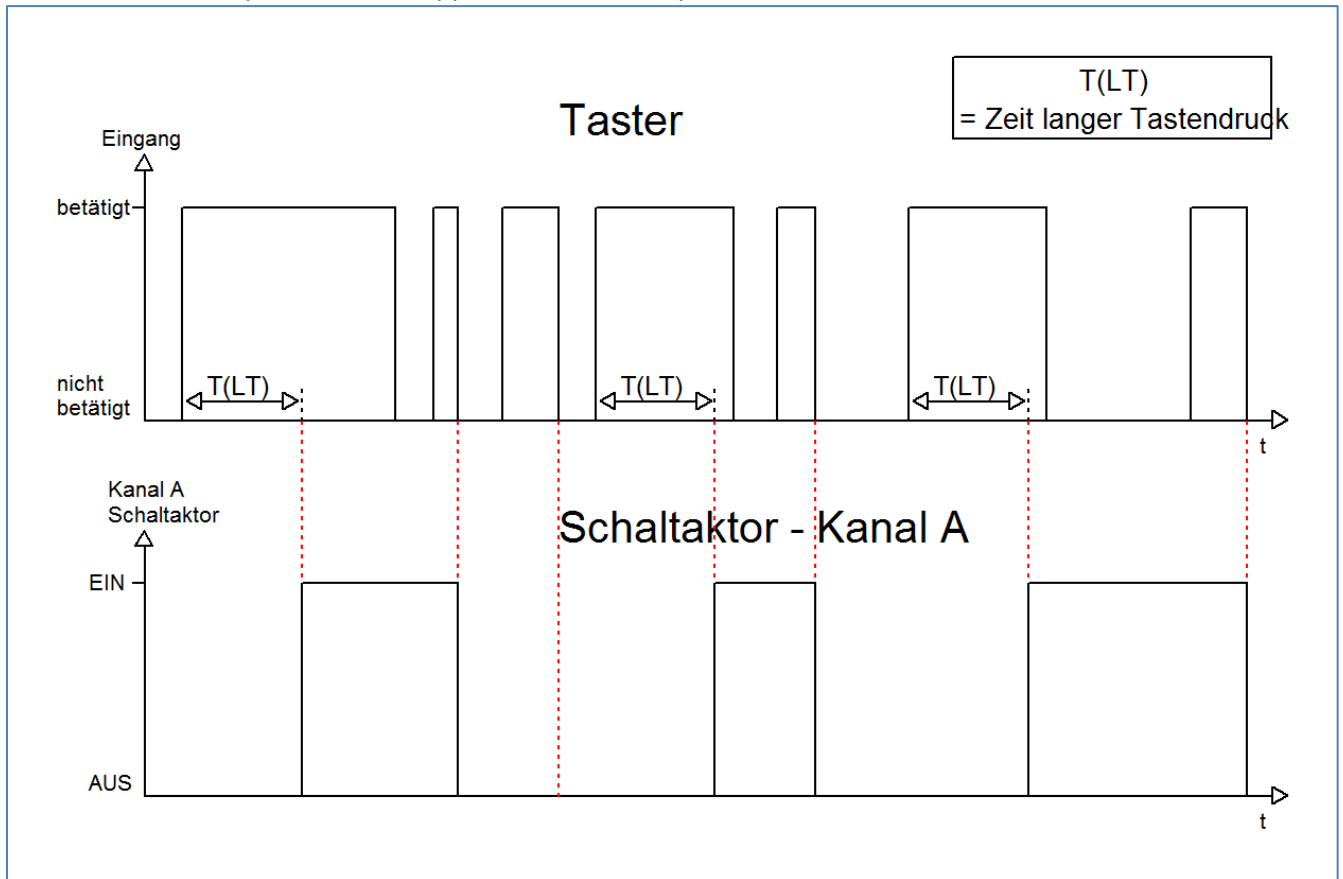 T(LT)
= Zeit langer Tastendruck
Taster
Eingang
betätigt
nicht
betätigt
T(LT)
T(LT)
T(LT)
t
Kanal A
Schaltaktor
Schaltaktor - Kanal A
EIN
AUS
t